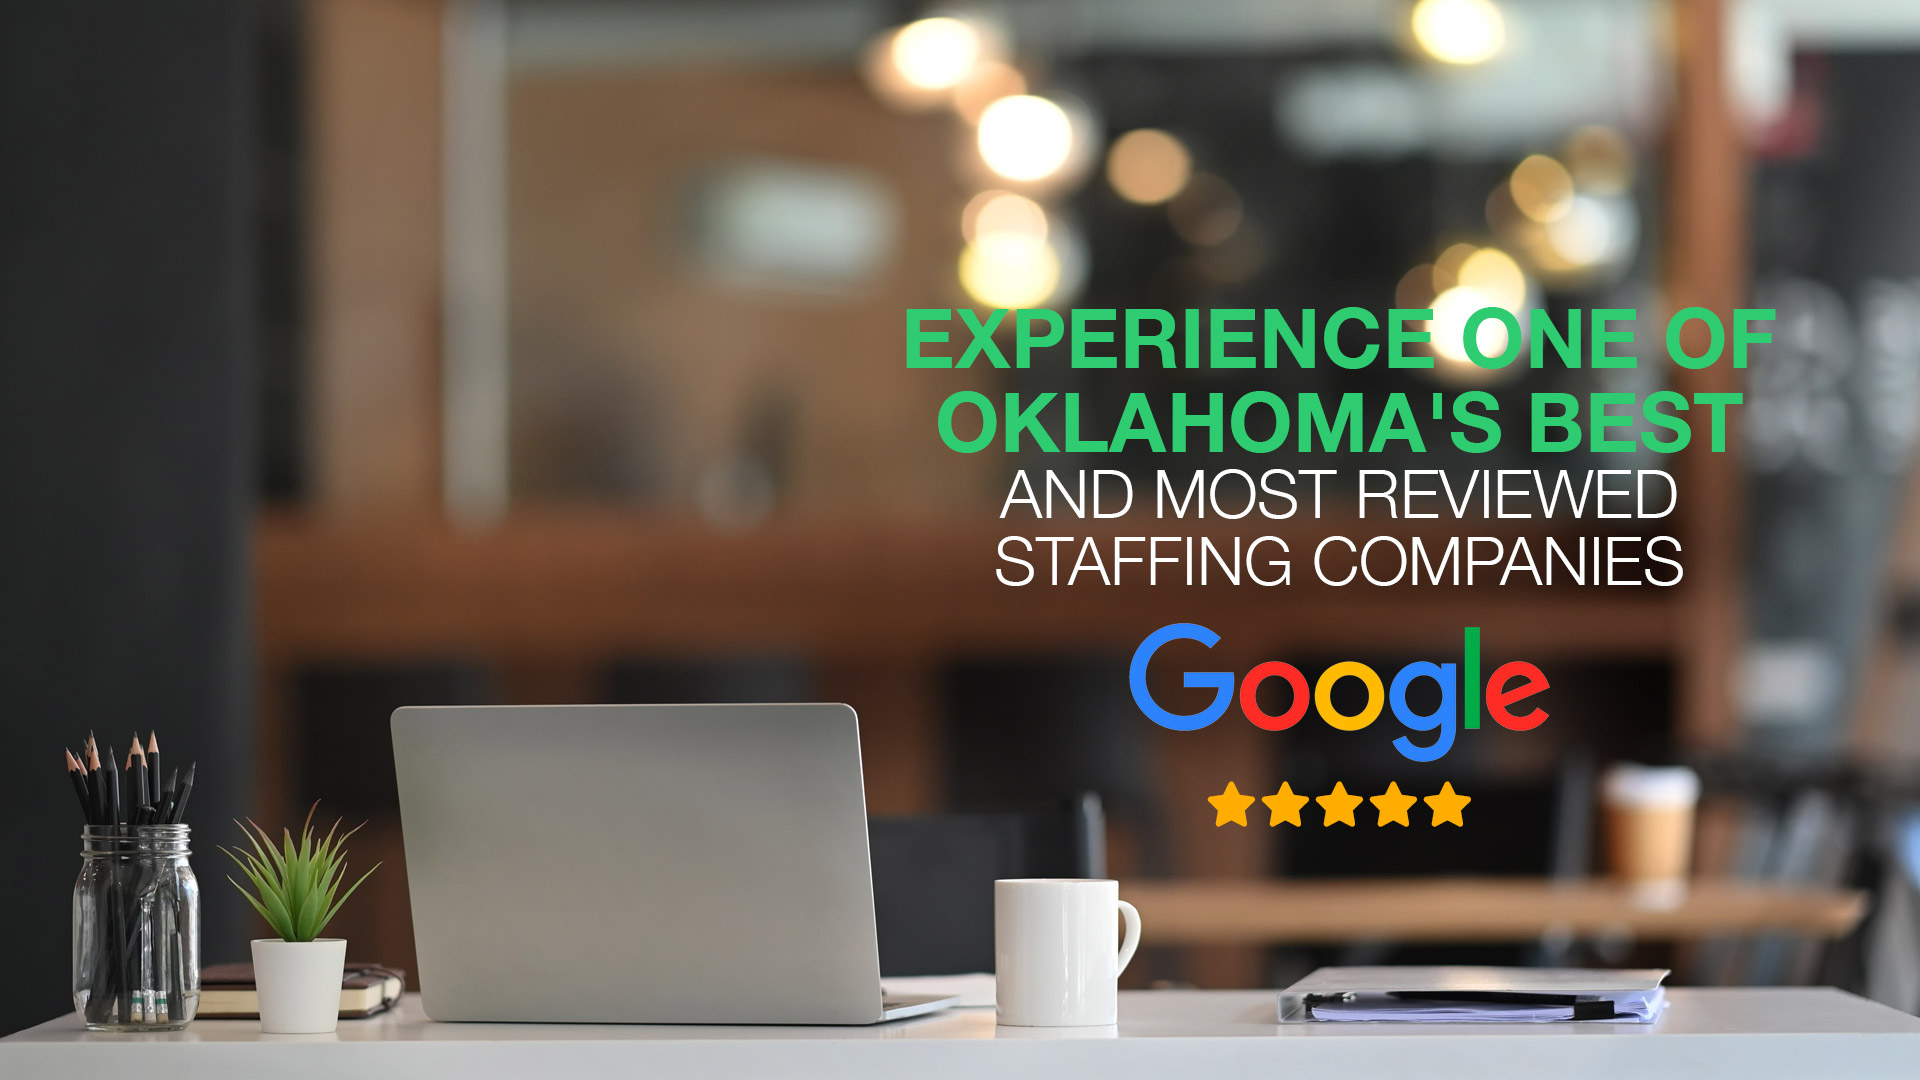 EXPERIENCE ONE OF
OKLAHOMA'S BEST
AND MOST REVIEWED
STAFFING COMPANIES
Google